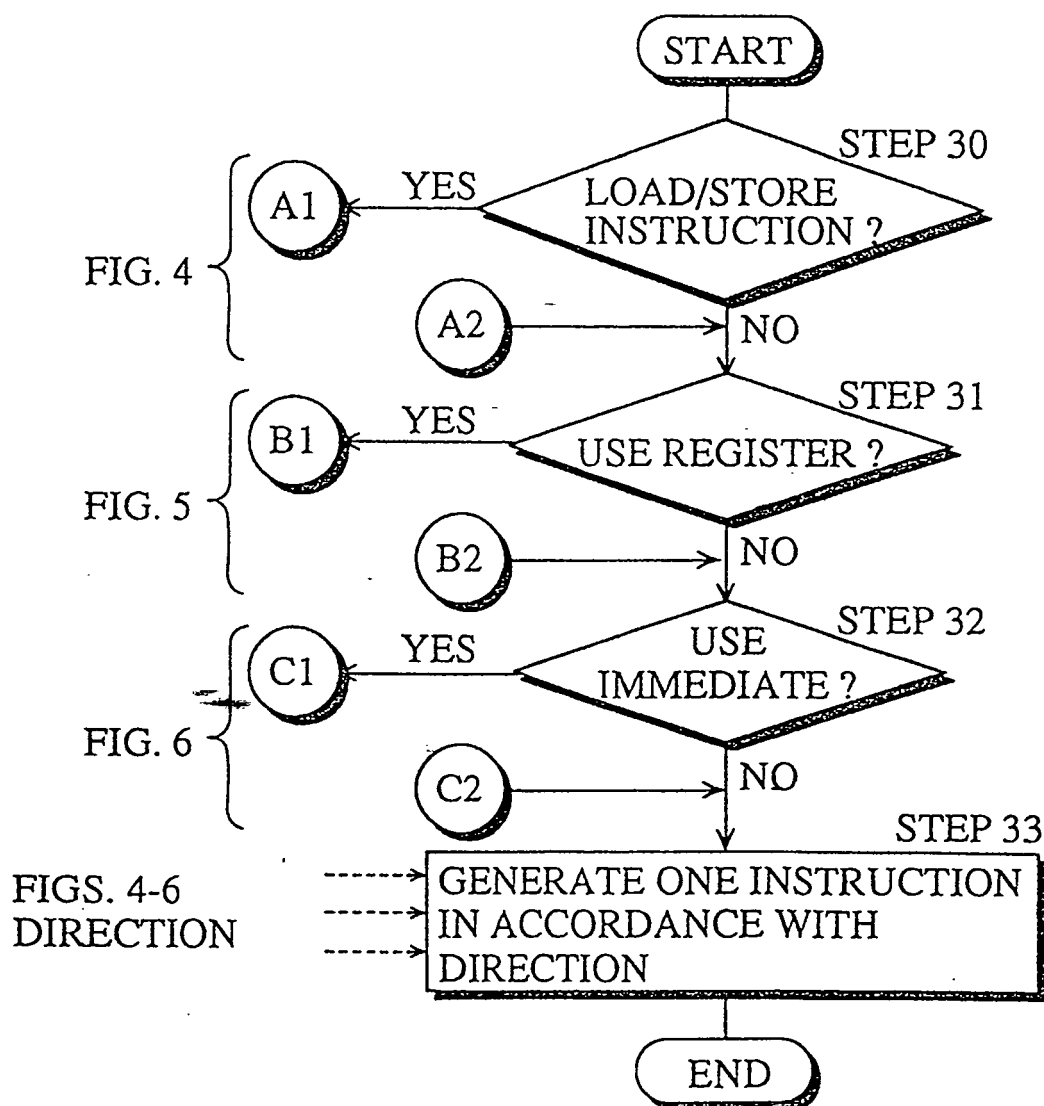 START
STEP 30
LOAD/STORE
INSTRUCTION ?
YES
A1
FIG. 4
A2
NO
STEP 31
USE REGISTER ?
YES
B1
FIG. 5
B2
NO
STEP 32
USE
IMMEDIATE ?
YES
C1
FIG. 6
C2
NO
STEP 33
FIGS. 4-6
DIRECTION
GENERATE ONE INSTRUCTION
IN ACCORDANCE WITH
DIRECTION
END